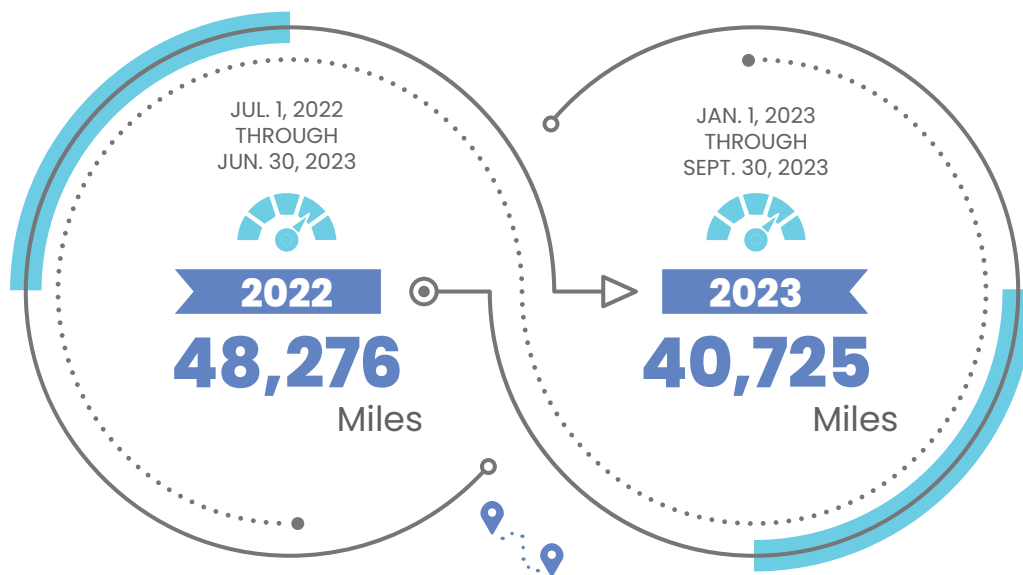 JUL. 1, 2022
THROUGH
JUN. 30, 2023
2022
48,276
Miles
JAN. 1, 2023
THROUGH
SEPT. 30, 2023
2023
40,725
Miles